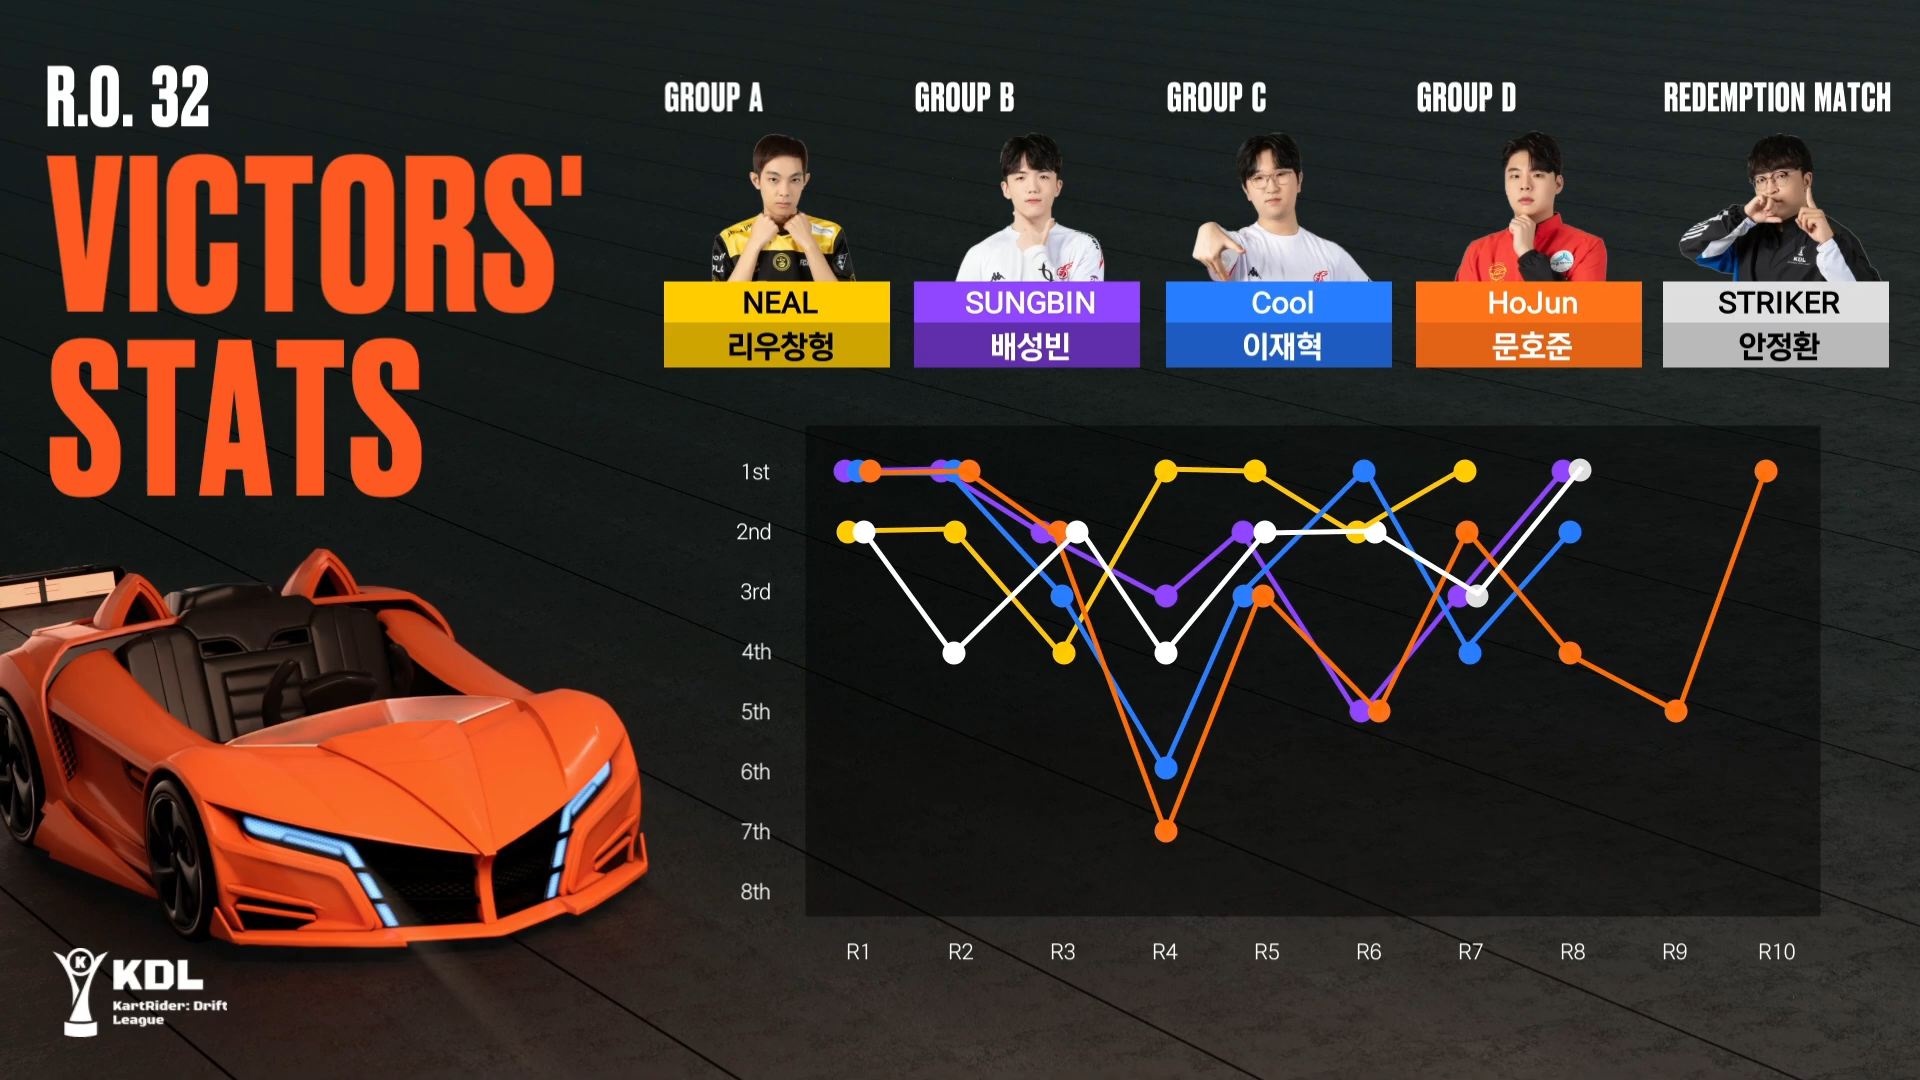 R.O. 32
VICTORS'
STATS
GROUP A
NEAL
리우창헝
GROUP B
SUNGBIN
배성빈
GROUP C
Cool
이재혁
GROUP D
HoJun
문호준
REDEMPTION MATCH
STRIKER
안정환
1st
2nd
3rd
4th
5th
6th
7th
8th
R1 R2 R3 R4 R5 R6 R7 R8 R9 R10
K
KDL
KartRider: Drift
League